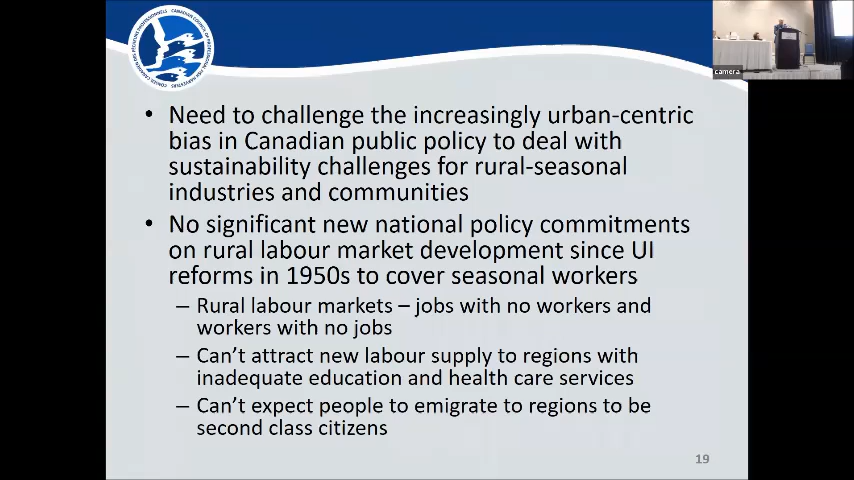 camera
• Need to challenge the increasingly urban-centric
bias in Canadian public policy to deal with
sustainability challenges for rural-seasonal
industries and communities
• No significant new national policy commitments
on rural labour market development since UI
reforms in 1950s to cover seasonal workers
– Rural labour markets – jobs with no workers and
workers with no jobs
– Can't attract new labour supply to regions with
inadequate education and health care services
– Can't expect people to emigrate to regions to be
second class citizens
19